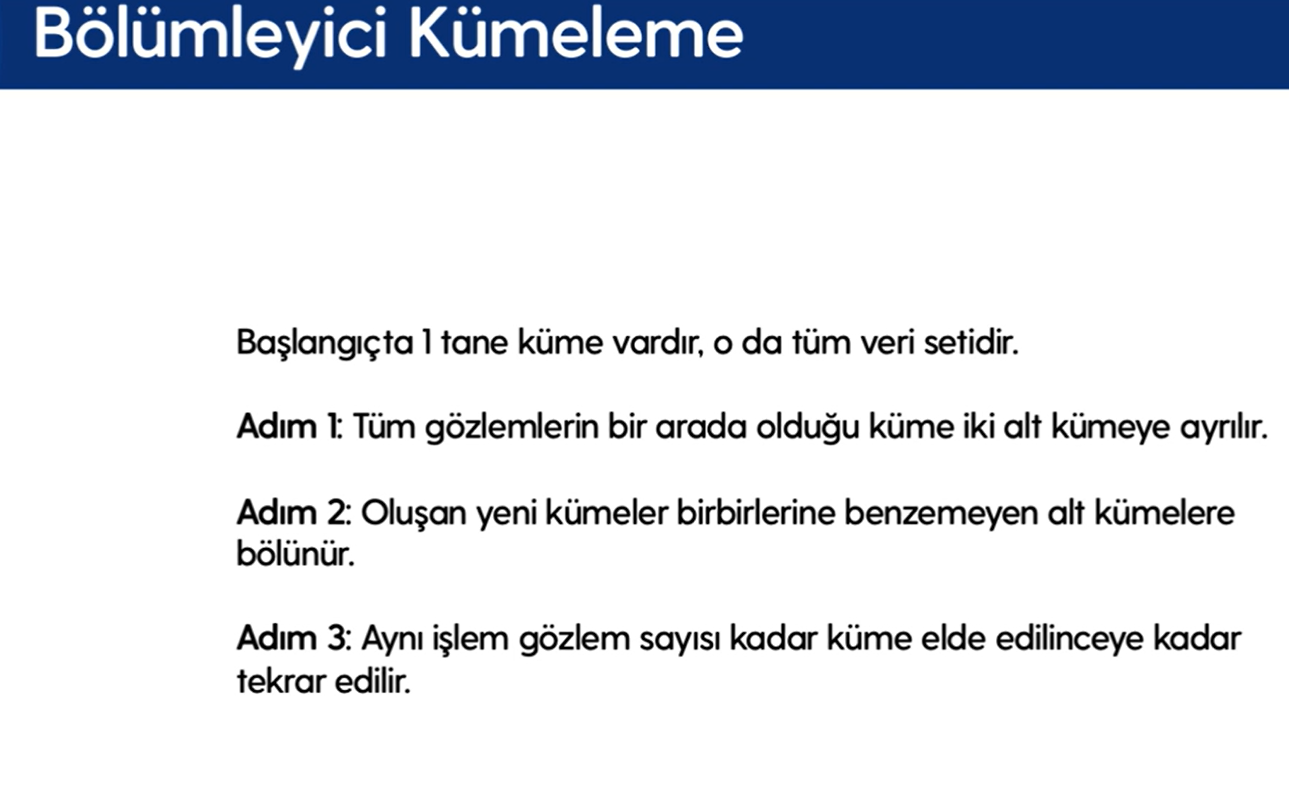 Bölümleyici Kümeleme
Başlangıçta 1 tane küme vardır, o da tüm veri setidir.
Adım 1: Tüm gözlemlerin bir arada olduğu küme iki alt kümeye ayrılır.
Adım 2: Oluşan yeni kümeler birbirlerine benzemeyen alt kümelere
bölünür.
Adım 3: Aynı işlem gözlem sayısı kadar küme elde edilinceye kadar
tekrar edilir.